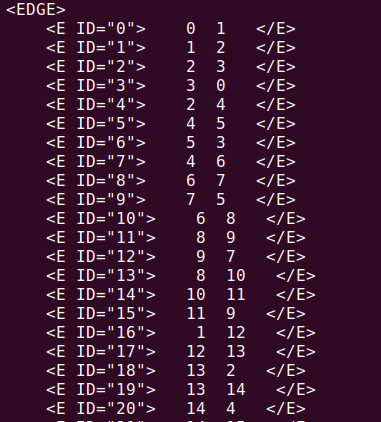 <EDGE>
<E ID="0"> 0 1 </E>
<E ID="1"> 1 2 </E>
<E ID="2"> 2 3 </E>
<E ID="3"> 3 0 </E>
<E ID="4"> 2 4 </E>
<E ID="5"> 4 5 </E>
<E ID="6"> 5 3 </E>
<E ID="7"> 4 6 </E>
<E ID="8"> 6 7 </E>
<E ID="9"> 7 5 </E>
<E ID="10"> 6 8 </E>
<E ID="11"> 8 9 </E>
<E ID="12"> 9 7 </E>
<E ID="13"> 8 10 </E>
<E ID="14"> 10 11 </E>
<E ID="15"> 11 9 </E>
<E ID="16"> 1 12 </E>
<E ID="17"> 12 13 </E>
<E ID="18"> 13 2 </E>
<E ID="19"> 13 14 </E>
<E ID="20"> 14 4 </E>